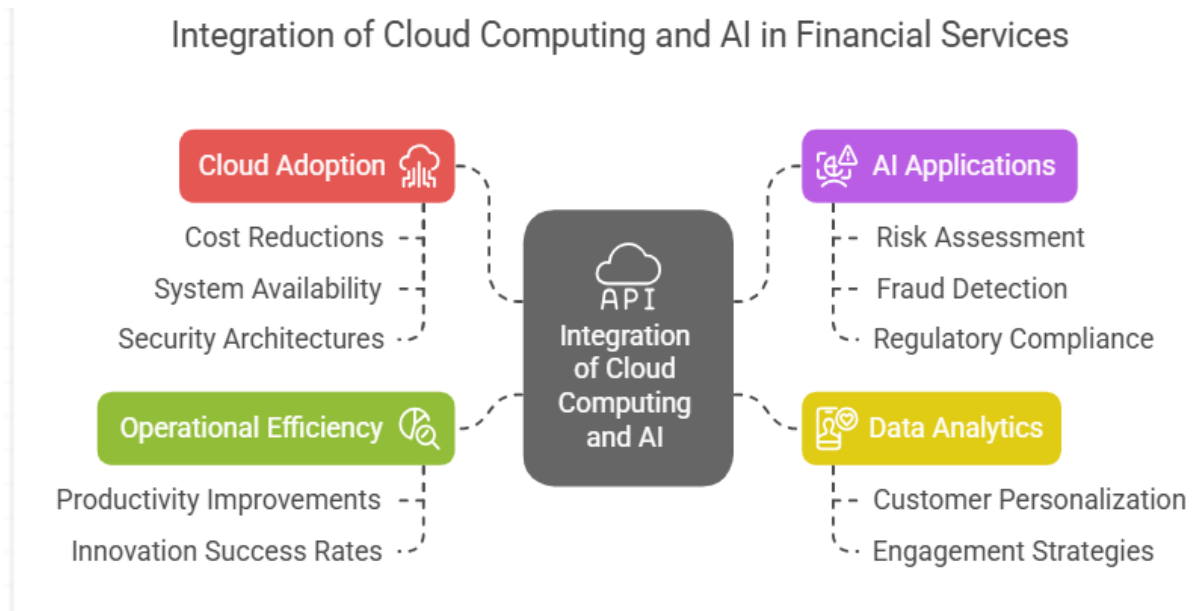 Integration of Cloud Computing and AI in Financial Services
Cloud Adoption
Cost Reductions
System Availability
Security Architectures
Operational Efficiency
Productivity Improvements
Innovation Success Rates
API
Integration
of Cloud
Computing
and AI
AI Applications
Risk Assessment
Fraud Detection
Regulatory Compliance
Data Analytics
Customer Personalization
Engagement Strategies